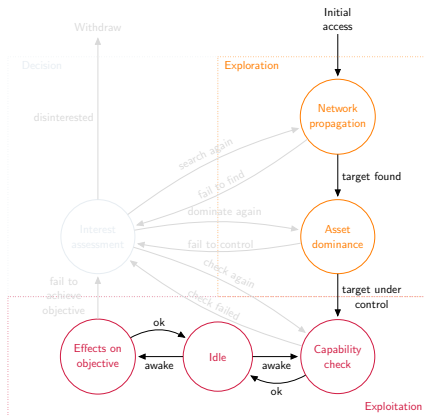 Initial
access
Withdraw
Decision
Exploration
Network
propagation
disinterested
search again
fail to find
target found
dominate again
Interest
assessment
Asset
dominance
fail to control
check again
fail to
achieve
objective
check failed
target under
control
ok
Effects on
objective
awake
Idle
awake
Capability
check
ok
Exploitation